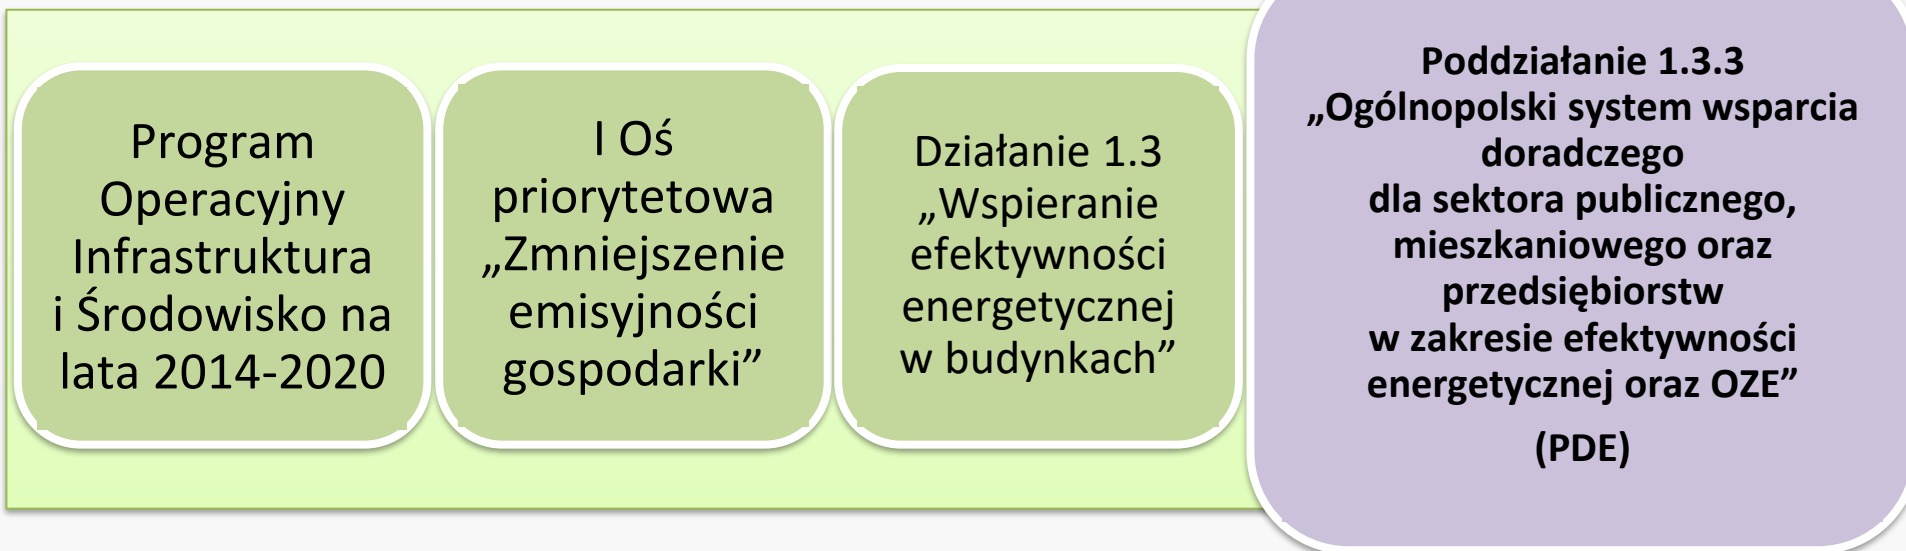 Program
Operacyjny
Infrastruktura
i Środowisko na
lata 2014-2020
I Oś
priorytetowa
„Zmniejszenie
emisyjności
gospodarki”
Działanie 1.3
„Wspieranie
efektywności
energetycznej
w budynkach”
Poddziałanie 1.3.3
„Ogólnopolski system wsparcia
doradczego
dla sektora publicznego,
mieszkaniowego oraz
przedsiębiorstw
w zakresie efektywności
energetycznej oraz OZE”
(PDE)